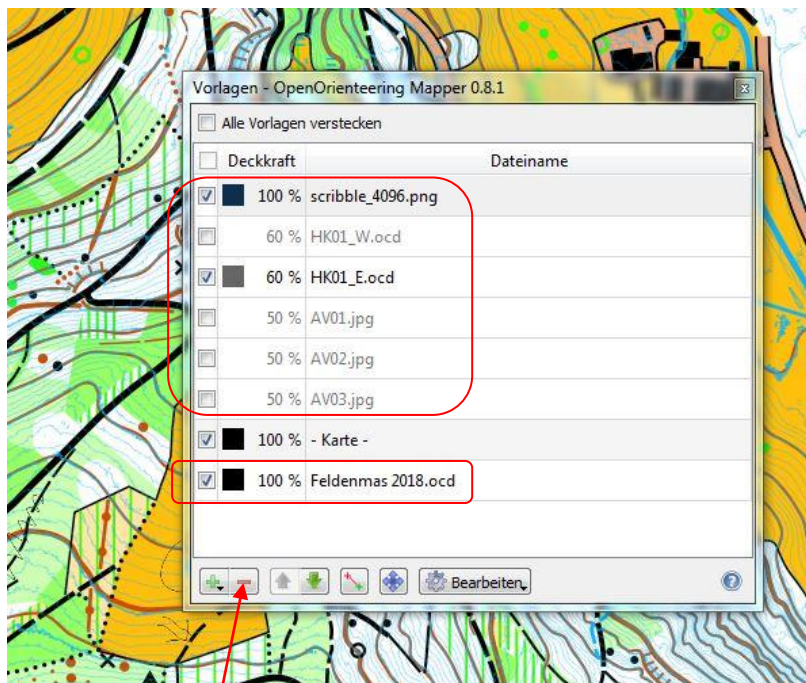 Vorlagen - OpenOrienteering Mapper 0.8.1
Alle Vorlagen verstecken
Deckkraft Dateiname
100 % scribble_4096.png
60 % HK01_W.ocd
60 % HK01_E.ocd
50 % AV01.jpg
50 % AV02.jpg
50 % AV03.jpg
100 % - Karte -
100 % Feldenmas 2018.ocd
Bearbeiten